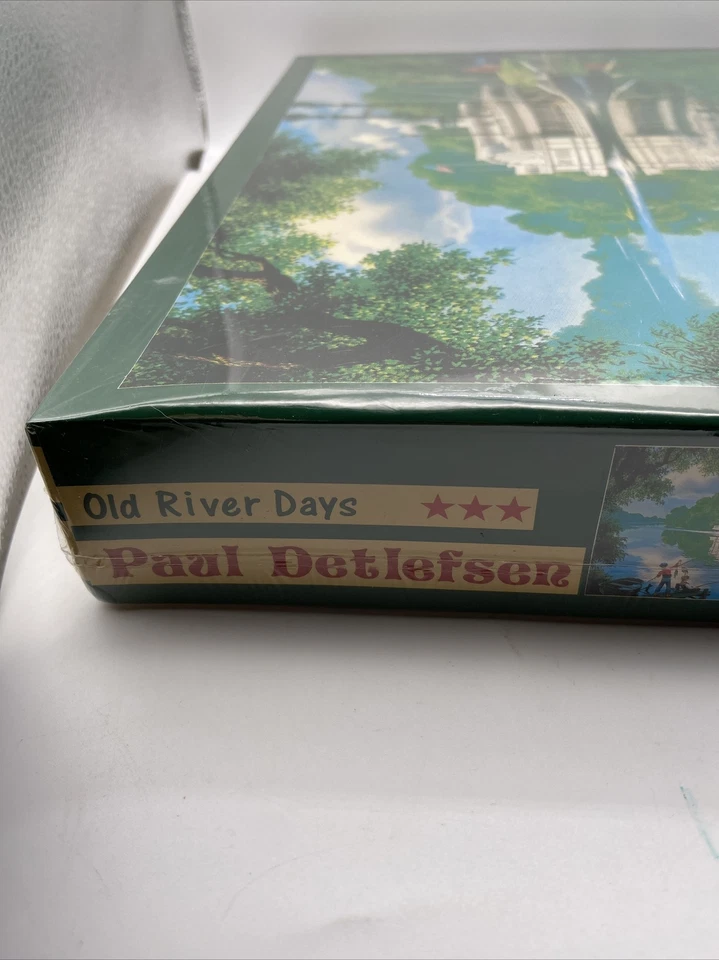 Old River Days
Paul Detlefsen